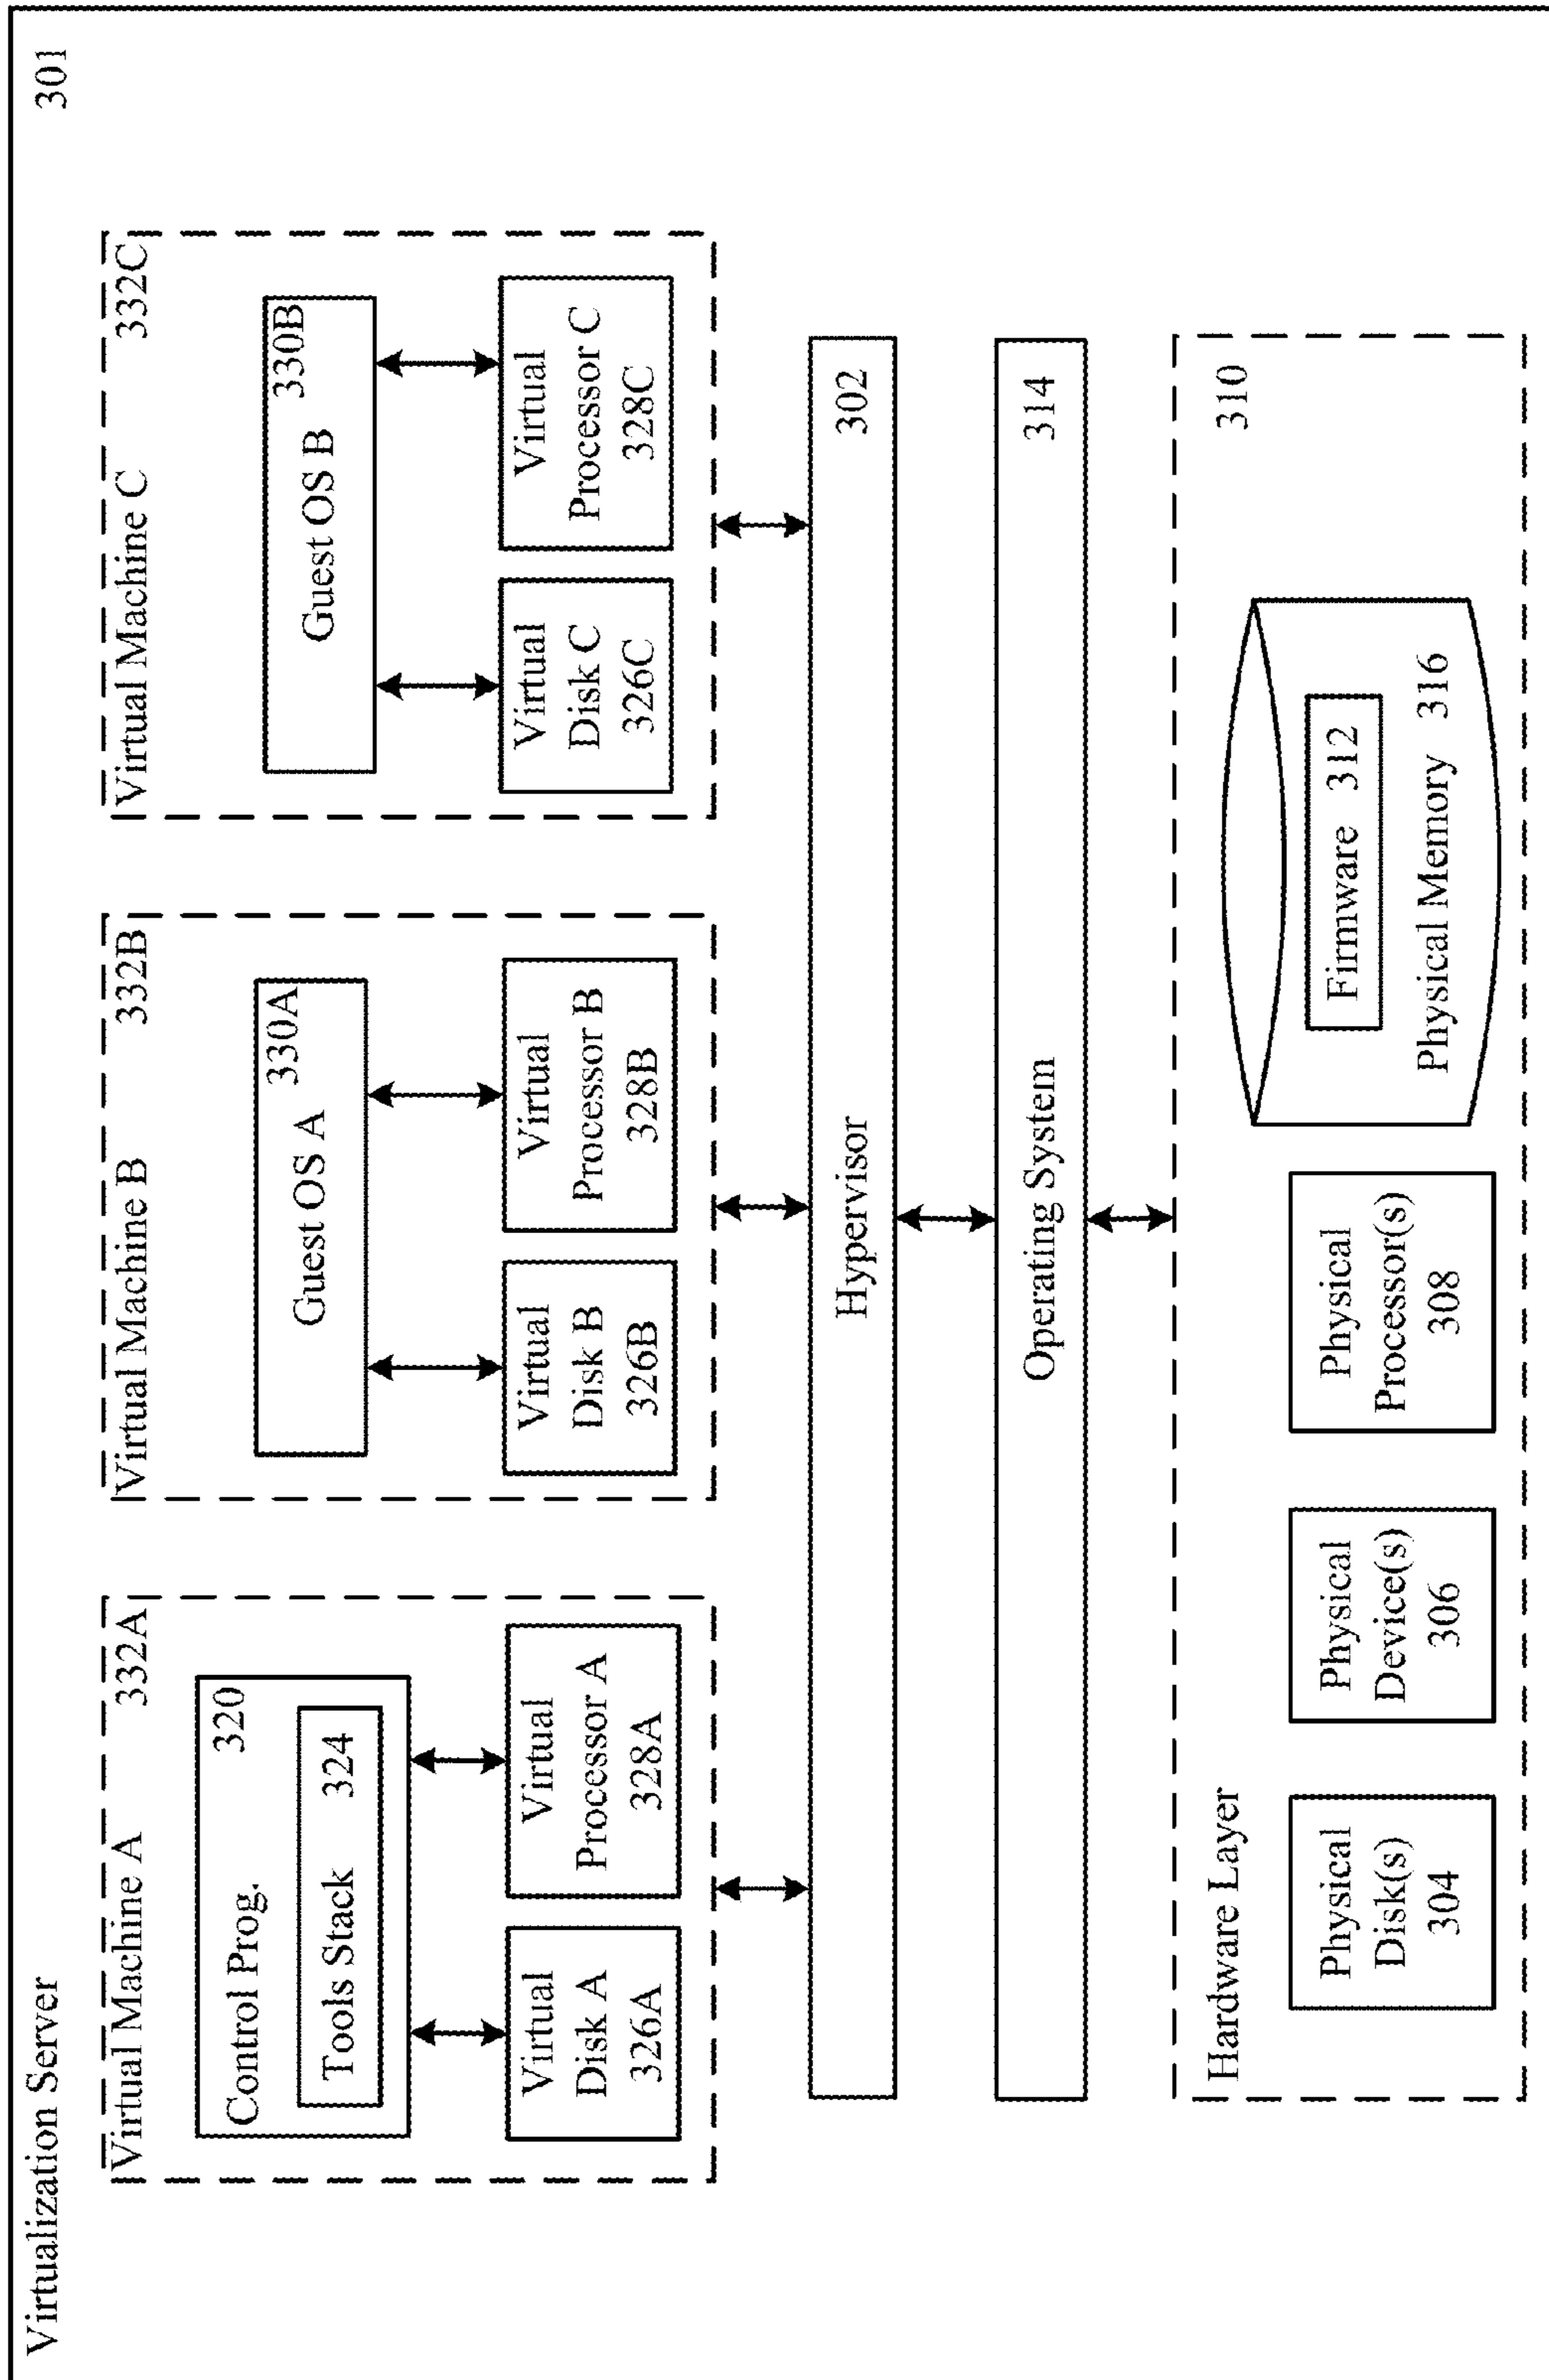 Virtualization Server
301
Virtual Machine A
332A
Control Prog.
320
Tools Stack 324
Virtual
Disk A
326A
Virtual
Processor A
328A
Virtual Machine B
332B
330A
Guest OS A
Virtual
Disk B
326B
Virtual
Processor B
328B
Virtual Machine C
332C
330B
Guest OS B
Virtual
Disk C
326C
Virtual
Processor C
328C
Hypervisor
302
Operating System
314
Hardware Layer
310
Physical
Disk(s)
304
Physical
Device(s)
306
Physical
Processor(s)
308
Firmware 312
Physical Memory 316